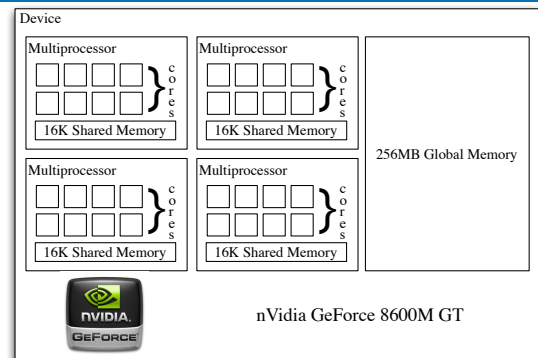 Device
Multiprocessor
cores
16K Shared Memory
Multiprocessor
cores
16K Shared Memory
256MB Global Memory
Multiprocessor
cores
16K Shared Memory
Multiprocessor
cores
16K Shared Memory
NVIDIA.
GEFORCE
nVidia GeForce 8600M GT